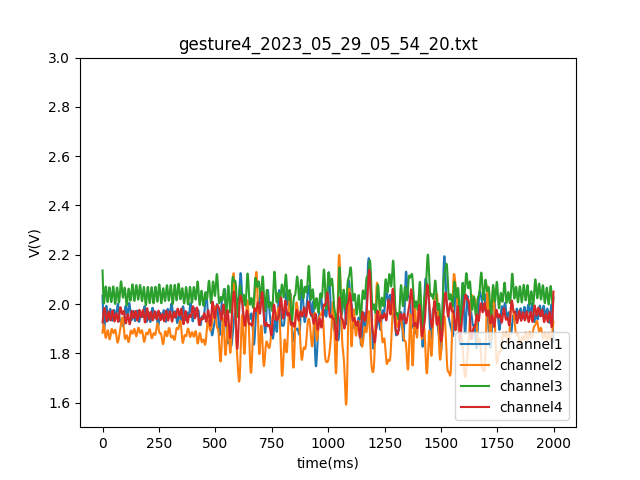 gesture4_2023_05_29_05_54_20.txt
3.0
2.8
2.6
2.4
2.2
2.0
1.8
1.6
V(V)
channel1
channel2
channel3
channel4
0 250 500 750 1000 1250 1500 1750 2000
time(ms)